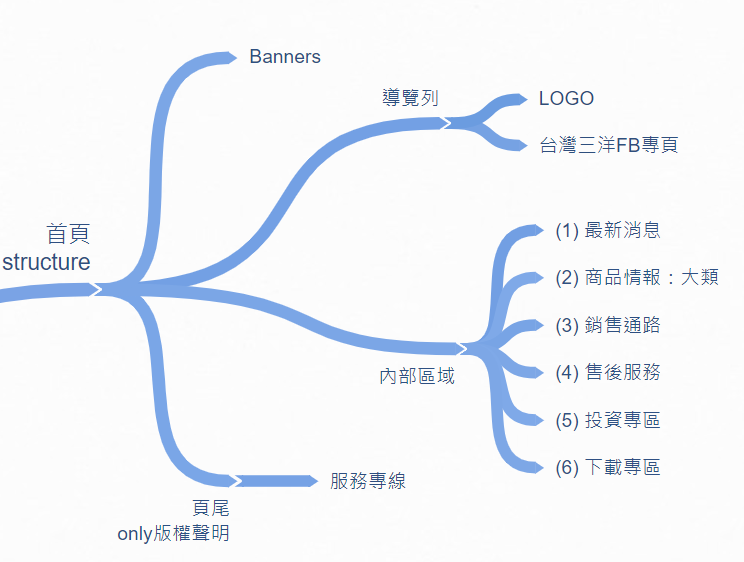 Banners
導覽列
LOGO
台灣三洋FB專頁
首頁
structure
(1) 最新消息
(2) 商品情報：大類
(3) 銷售通路
(4) 售後服務
(5) 投資專區
(6) 下載專區
內部區域
服務專線
頁尾
only版權聲明